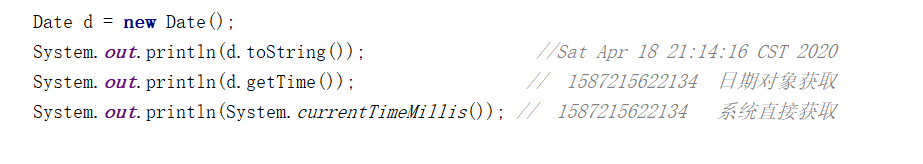 Date d = new Date();
System.out.println(d.toString());                //Sat Apr 18 21:14:16 CST 2020
System.out.println(d.getTime());                // 1587215622134  日期对象获取
System.out.println(System.currentTimeMillis()); //  1587215622134   系统直接获取